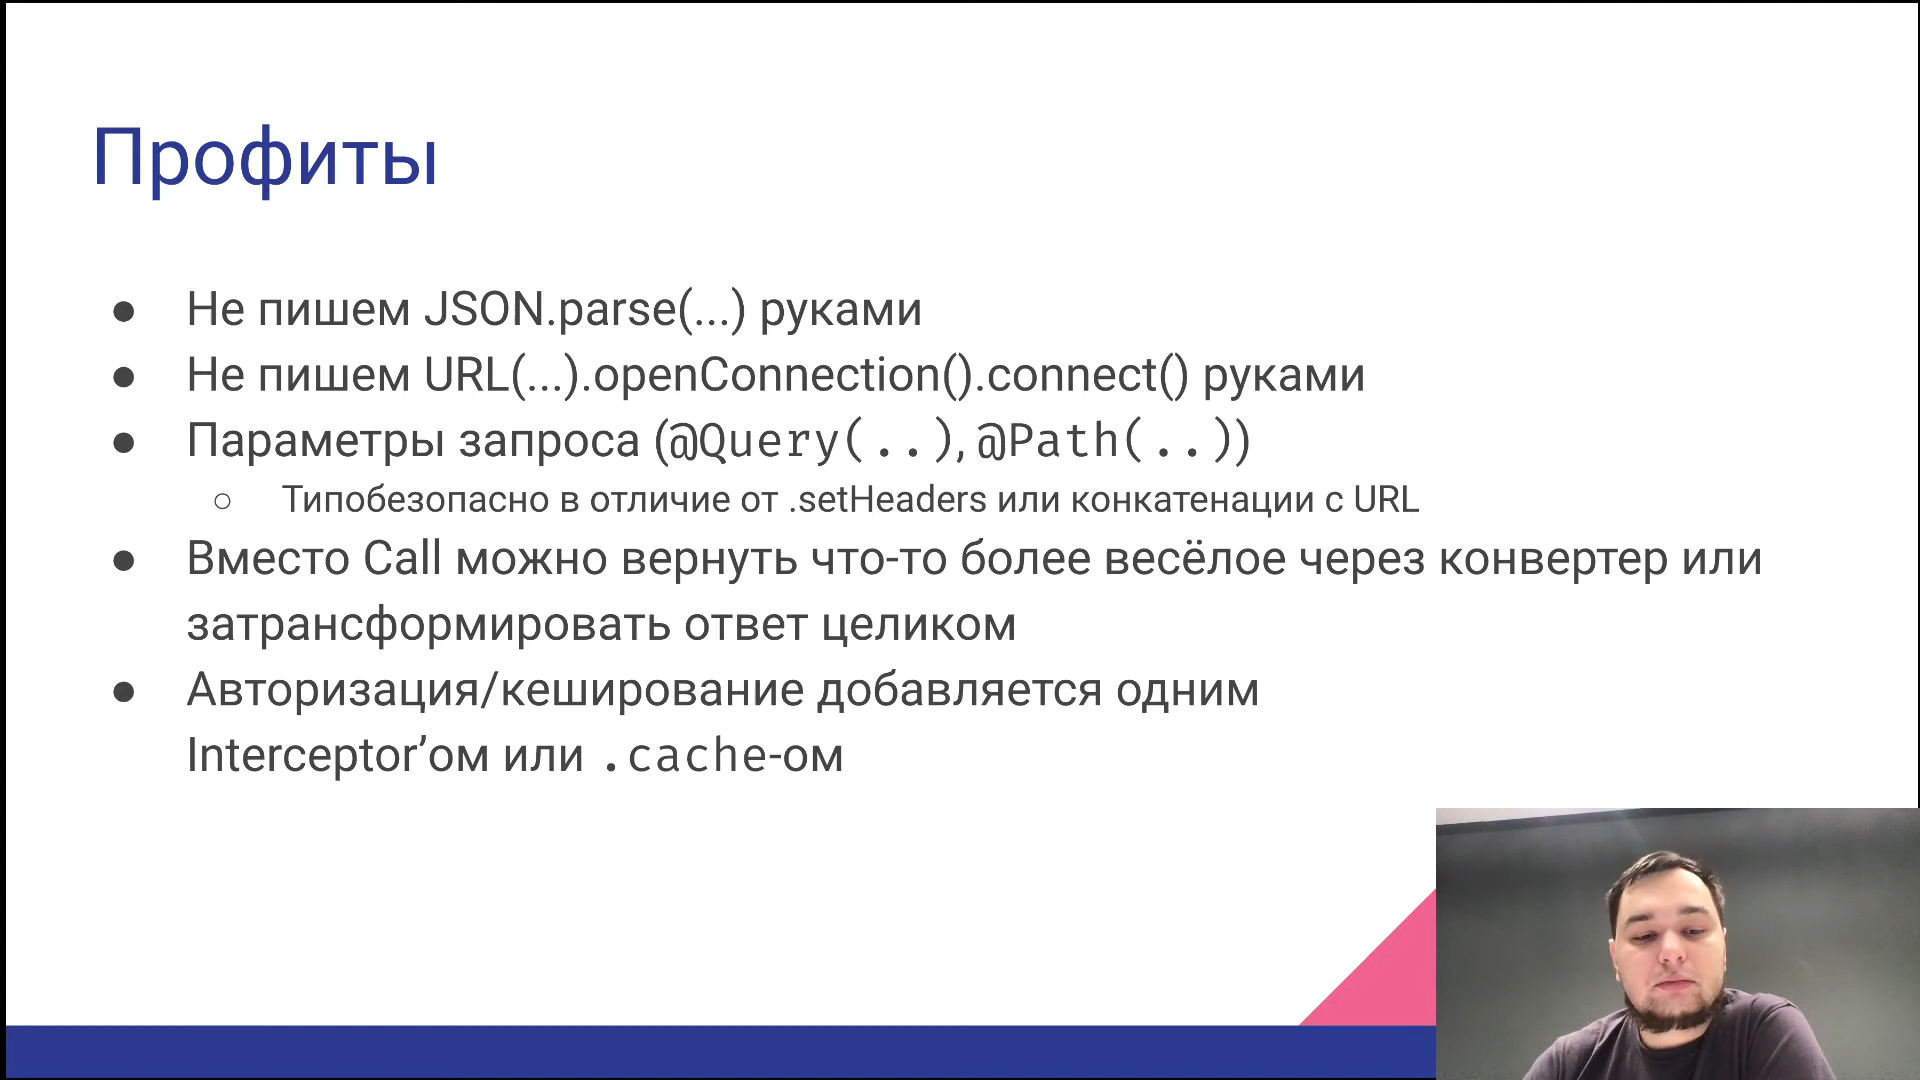 Профиты
● Не пишем JSON.parse(...) руками
● Не пишем URL(...).openConnection().connect() руками
● Параметры запроса (@Query(..), @Path(..))
○ Типобезопасно в отличие от .setHeaders или конкатенации с URL
● Вместо Call можно вернуть что-то более весёлое через конвертер или
затрансформировать ответ целиком
● Авторизация/кеширование добавляется одним
Interceptor’ом или .cache-ом